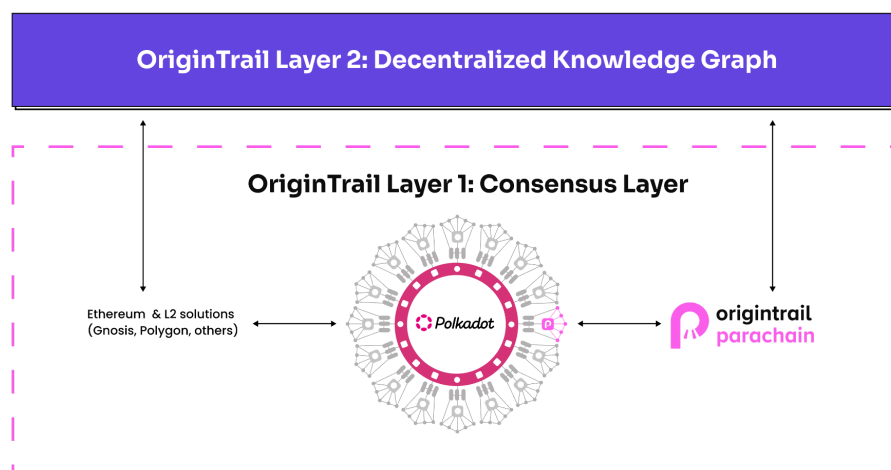 OriginTrail Layer 2: Decentralized Knowledge Graph
OriginTrail Layer 1: Consensus Layer
Ethereum & L2 solutions
(Gnosis, Polygon, others)
Polkadot
origintrail
parachain